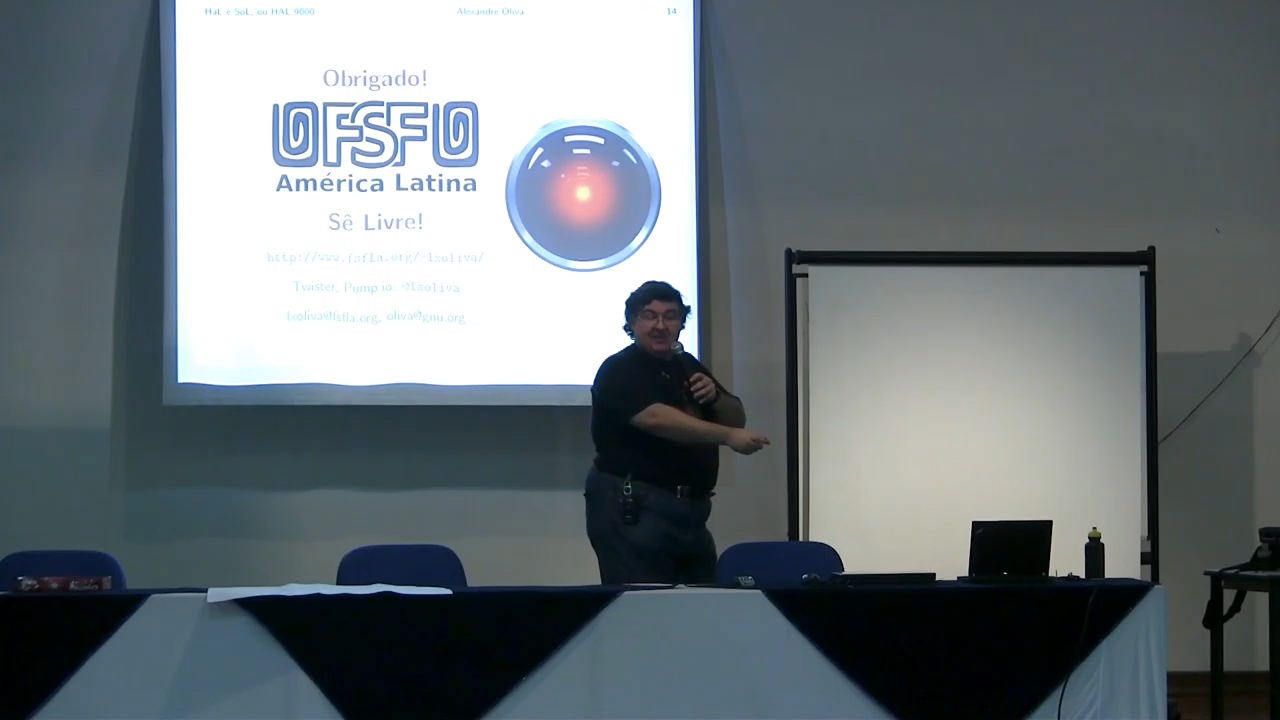 HaL e SoL, ou HAL 9000 Alexandre Oliva 14
Obrigado!
FSF
América Latina
Sê Livre!
http://www.fsfla.org/~lxoliva/
Twister, Pump.io: @lxoliva
lxoliva@fsfla.org, oliva@gnu.org